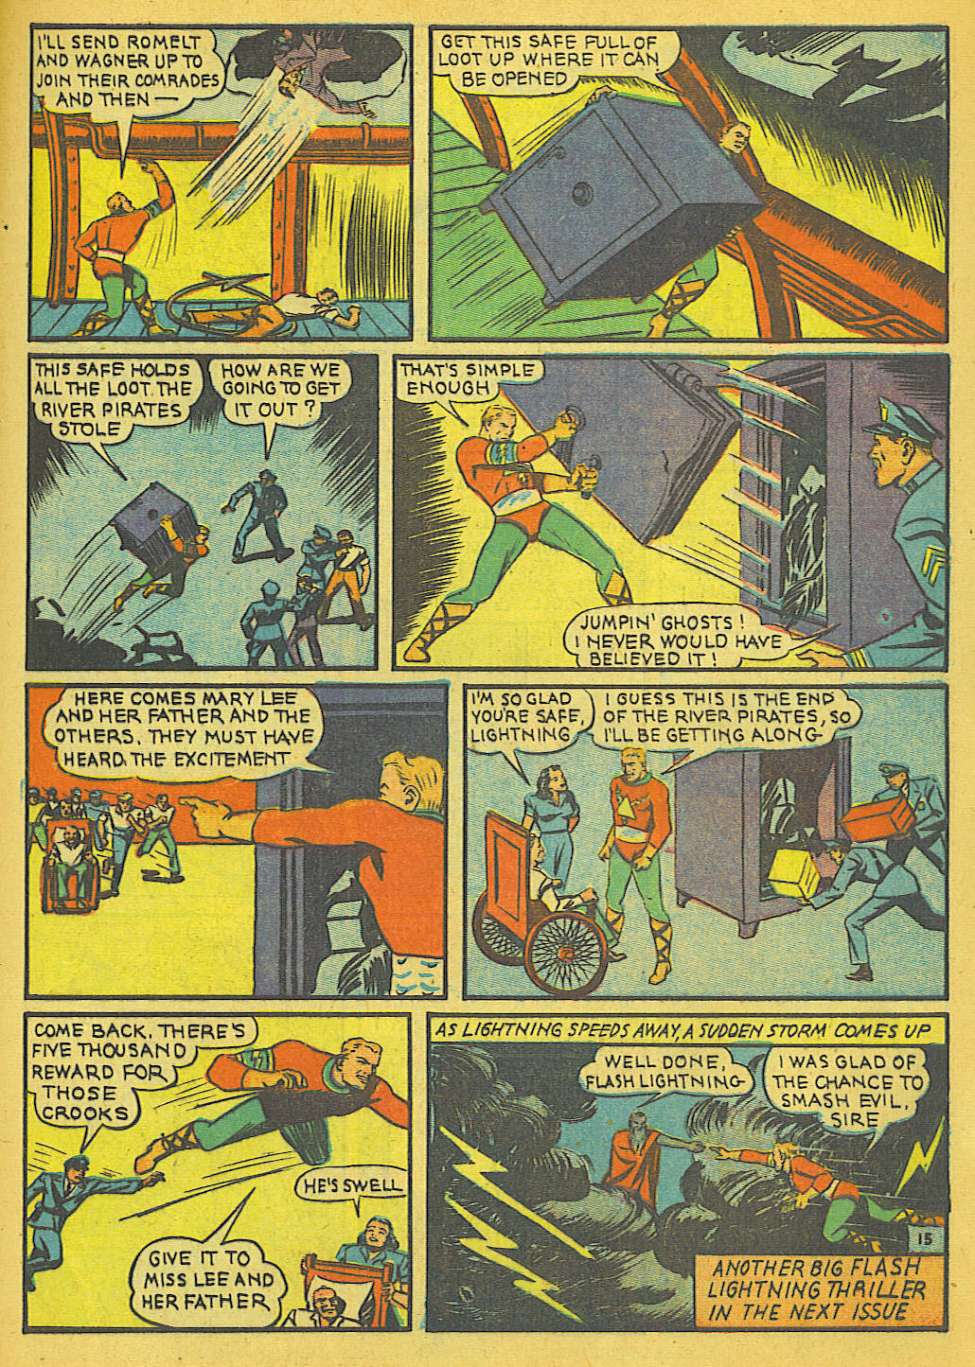 I'LL SEND ROMELT
AND WAGNER UP TO
JOIN THEIR COMRADES
AND THEN —
GET THIS SAFE FULL OF
LOOT UP WHERE IT CAN
BE OPENED
THIS SAFE HOLDS
ALL THE LOOT THE
RIVER PIRATES
STOLE
HOW ARE WE
GOING TO GET
IT OUT?
THAT'S SIMPLE
ENOUGH
JUMPIN' GHOSTS!
I NEVER WOULD HAVE
BELIEVED IT!
HERE COMES MARY LEE
AND HER FATHER AND THE
OTHERS. THEY MUST HAVE
HEARD THE EXCITEMENT
I'M SO GLAD
YOU'RE SAFE,
LIGHTNING
I GUESS THIS IS THE END
OF THE RIVER PIRATES, SO
I'LL BE GETTING ALONG
COME BACK, THERE'S
FIVE THOUSAND
REWARD FOR
THOSE
CROOKS
GIVE IT TO
MISS LEE AND
HER FATHER
HE'S SWELL
AS LIGHTNING SPEEDS AWAY, A SUDDEN STORM COMES UP
WELL DONE,
FLASH LIGHTNING
I WAS GLAD OF
THE CHANCE TO
SMASH EVIL,
SIRE
15
ANOTHER BIG FLASH
LIGHTNING THRILLER
IN THE NEXT ISSUE